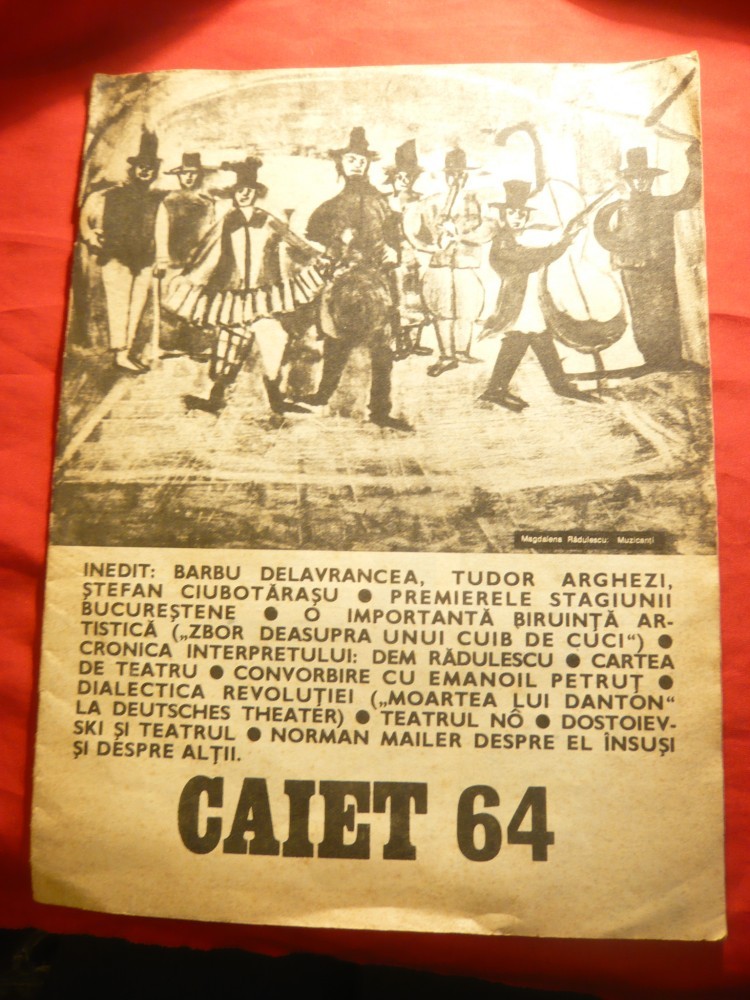 Magdalena Rădulescu: Muzicanți
INEDIT: BARBU DELAVRANCEA, TUDOR ARGHEZI,
ȘTEFAN CIUBOTĂRAȘU ● PREMIERELE STAGIUNII
BUCUREȘTENE ● O IMPORTANTĂ BIRUINȚĂ AR-
TISTICĂ („ZBOR DEASUPRA UNUI CUIB DE CUCI“) ●
CRONICA INTERPRETULUI: DEM RĂDULESCU ● CARTEA
DE TEATRU ● CONVORBIRE CU EMANOIL PETRUȚ ●
DIALECTICA REVOLUȚIEI („MOARTEA LUI DANTON“
LA DEUTSCHES THEATER) ● TEATRUL NÔ ● DOSTOIEV-
SKI ȘI TEATRUL ● NORMAN MAILER DESPRE EL ÎNSUȘI
ȘI DESPRE ALȚII.
CAIET 64